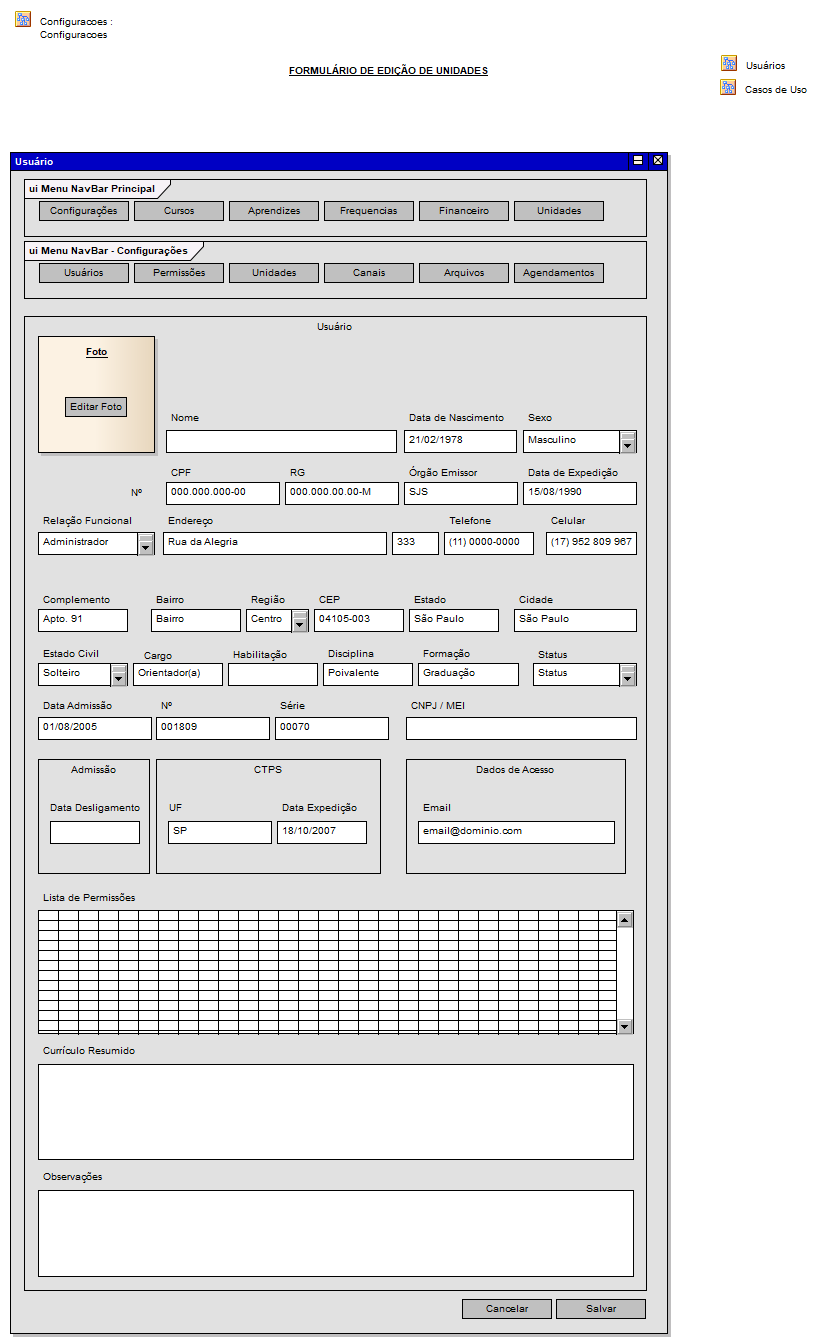 Configuracoes :
Configuracoes
FORMULÁRIO DE EDIÇÃO DE UNIDADES
Usuários
Casos de Uso
Usuário
ui Menu NavBar Principal
Configurações Cursos Aprendizes Frequencias Financeiro Unidades
ui Menu NavBar - Configurações
Usuários Permissões Unidades Canais Arquivos Agendamentos
Usuário
Foto
Editar Foto
Nome Data de Nascimento Sexo
21/02/1978 Masculino
CPF RG Órgão Emissor Data de Expedição
Nº 000.000.000-00 000.000.00.00-M SJS 15/08/1990
Relação Funcional Endereço Telefone Celular
Administrador Rua da Alegria 333 (11) 0000-0000 (17) 952 809 967
Complemento Bairro Região CEP Estado Cidade
Apto. 91 Bairro Centro 04105-003 São Paulo São Paulo
Estado Civil Cargo Habilitação Disciplina Formação Status
Solteiro Orientador(a) Poivalente Graduação Status
Data Admissão Nº Série CNPJ / MEI
01/08/2005 001809 00070
Admissão CTPS Dados de Acesso
Data Desligamento UF Data Expedição Email
SP 18/10/2007 email@dominio.com
Lista de Permissões
Currículo Resumido
Observações
Cancelar Salvar